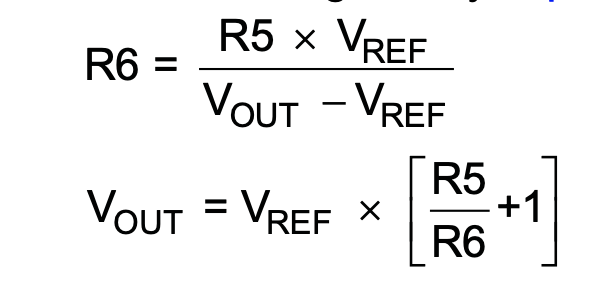 R6 = R5 × VREF / VOUT − VREF
VOUT = VREF × [R5/R6 +1]